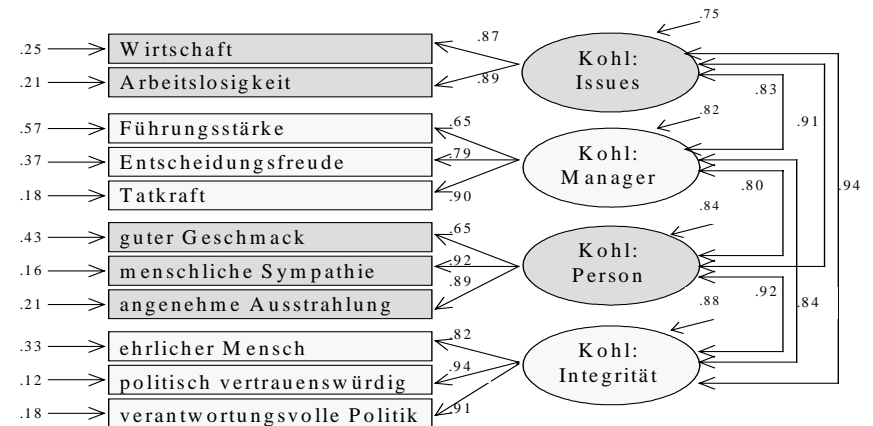 .75
.25
Wirtschaft
.87
Kohl:
Issues
.21
Arbeitslosigkeit
.89
.83
.82
.91
.57
Führungsstärke
.65
Kohl:
Manager
.37
Entscheidungsfreude
.79
.18
Tatkraft
.90
.80
.94
.84
.43
guter Geschmack
.65
Kohl:
Person
.16
menschliche Sympathie
.92
.21
angenehme Ausstrahlung
.89
.92
.84
.88
.33
ehrlicher Mensch
.82
Kohl:
Integrität
.12
politisch vertrauenswürdig
.94
.18
verantwortungsvolle Politik
.91